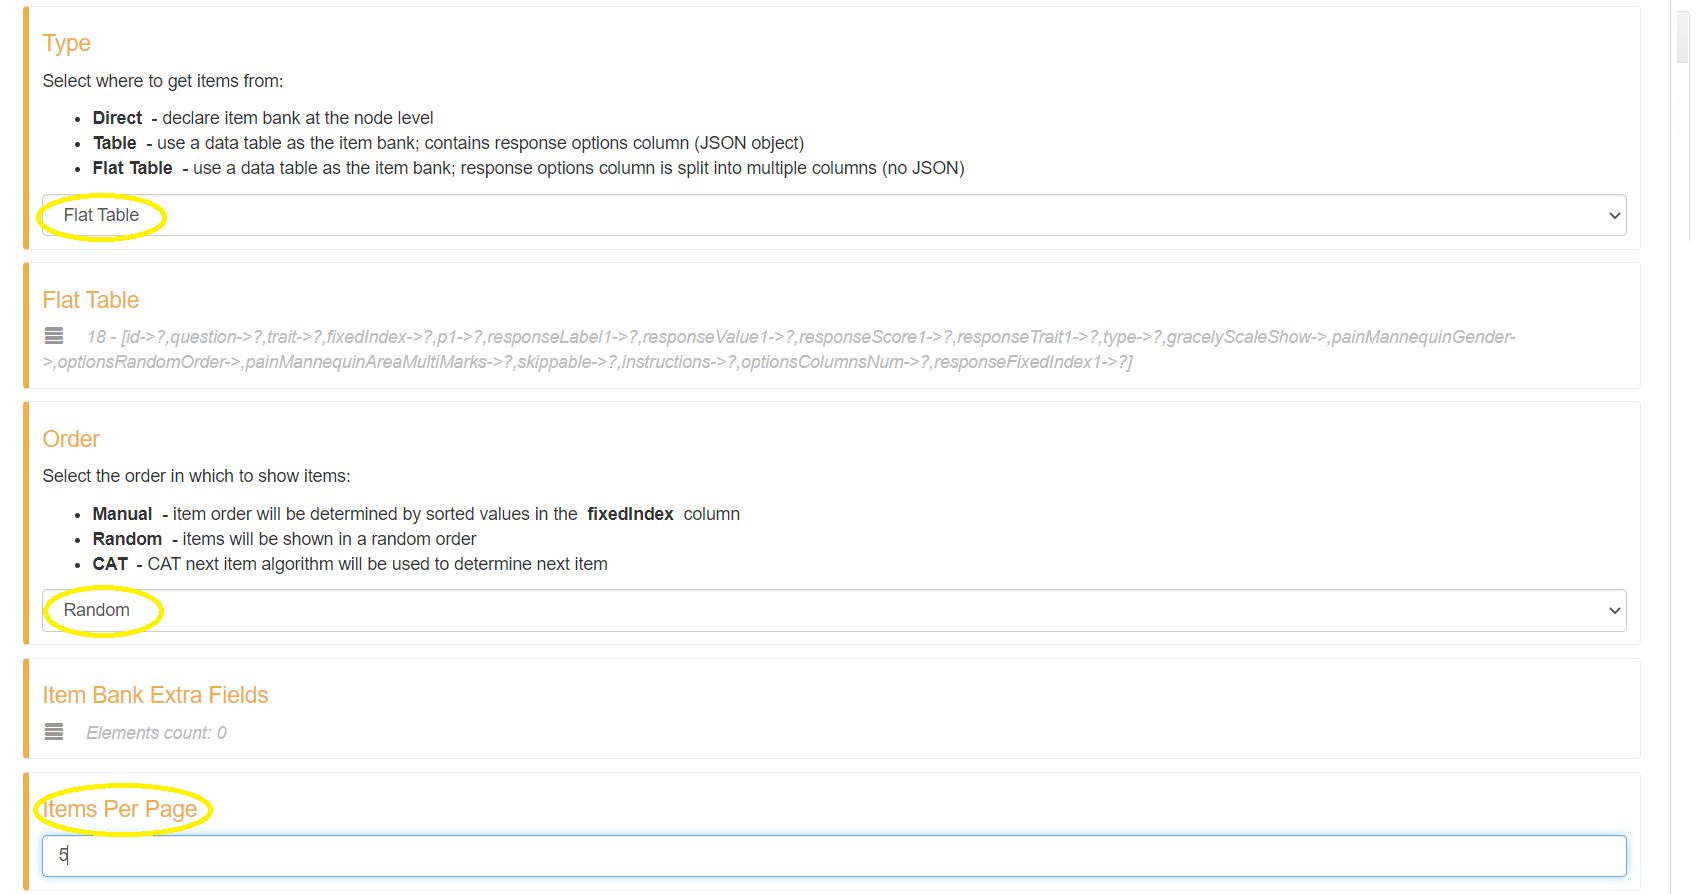 Type
Select where to get items from:
• Direct - declare item bank at the node level
• Table - use a data table as the item bank; contains response options column (JSON object)
• Flat Table - use a data table as the item bank; response options column is split into multiple columns (no JSON)
Flat Table
Flat Table
18 - [id->?,question->?,trait->?,fixedIndex->?,p1->?,responseLabel1->?,responseValue1->?,responseScore1->?,responseTrait1->?,type->?,gracelyScaleShow->,painMannequinGender-
>,optionsRandomOrder->,painMannequinAreaMultiMarks->?,skippable->?,instructions->?,optionsColumnsNum->?,responseFixedIndex1->?]
Order
Select the order in which to show items:
• Manual - item order will be determined by sorted values in the fixedIndex column
• Random - items will be shown in a random order
• CAT - CAT next item algorithm will be used to determine next item
Random
Item Bank Extra Fields
Elements count: 0
Items Per Page
5